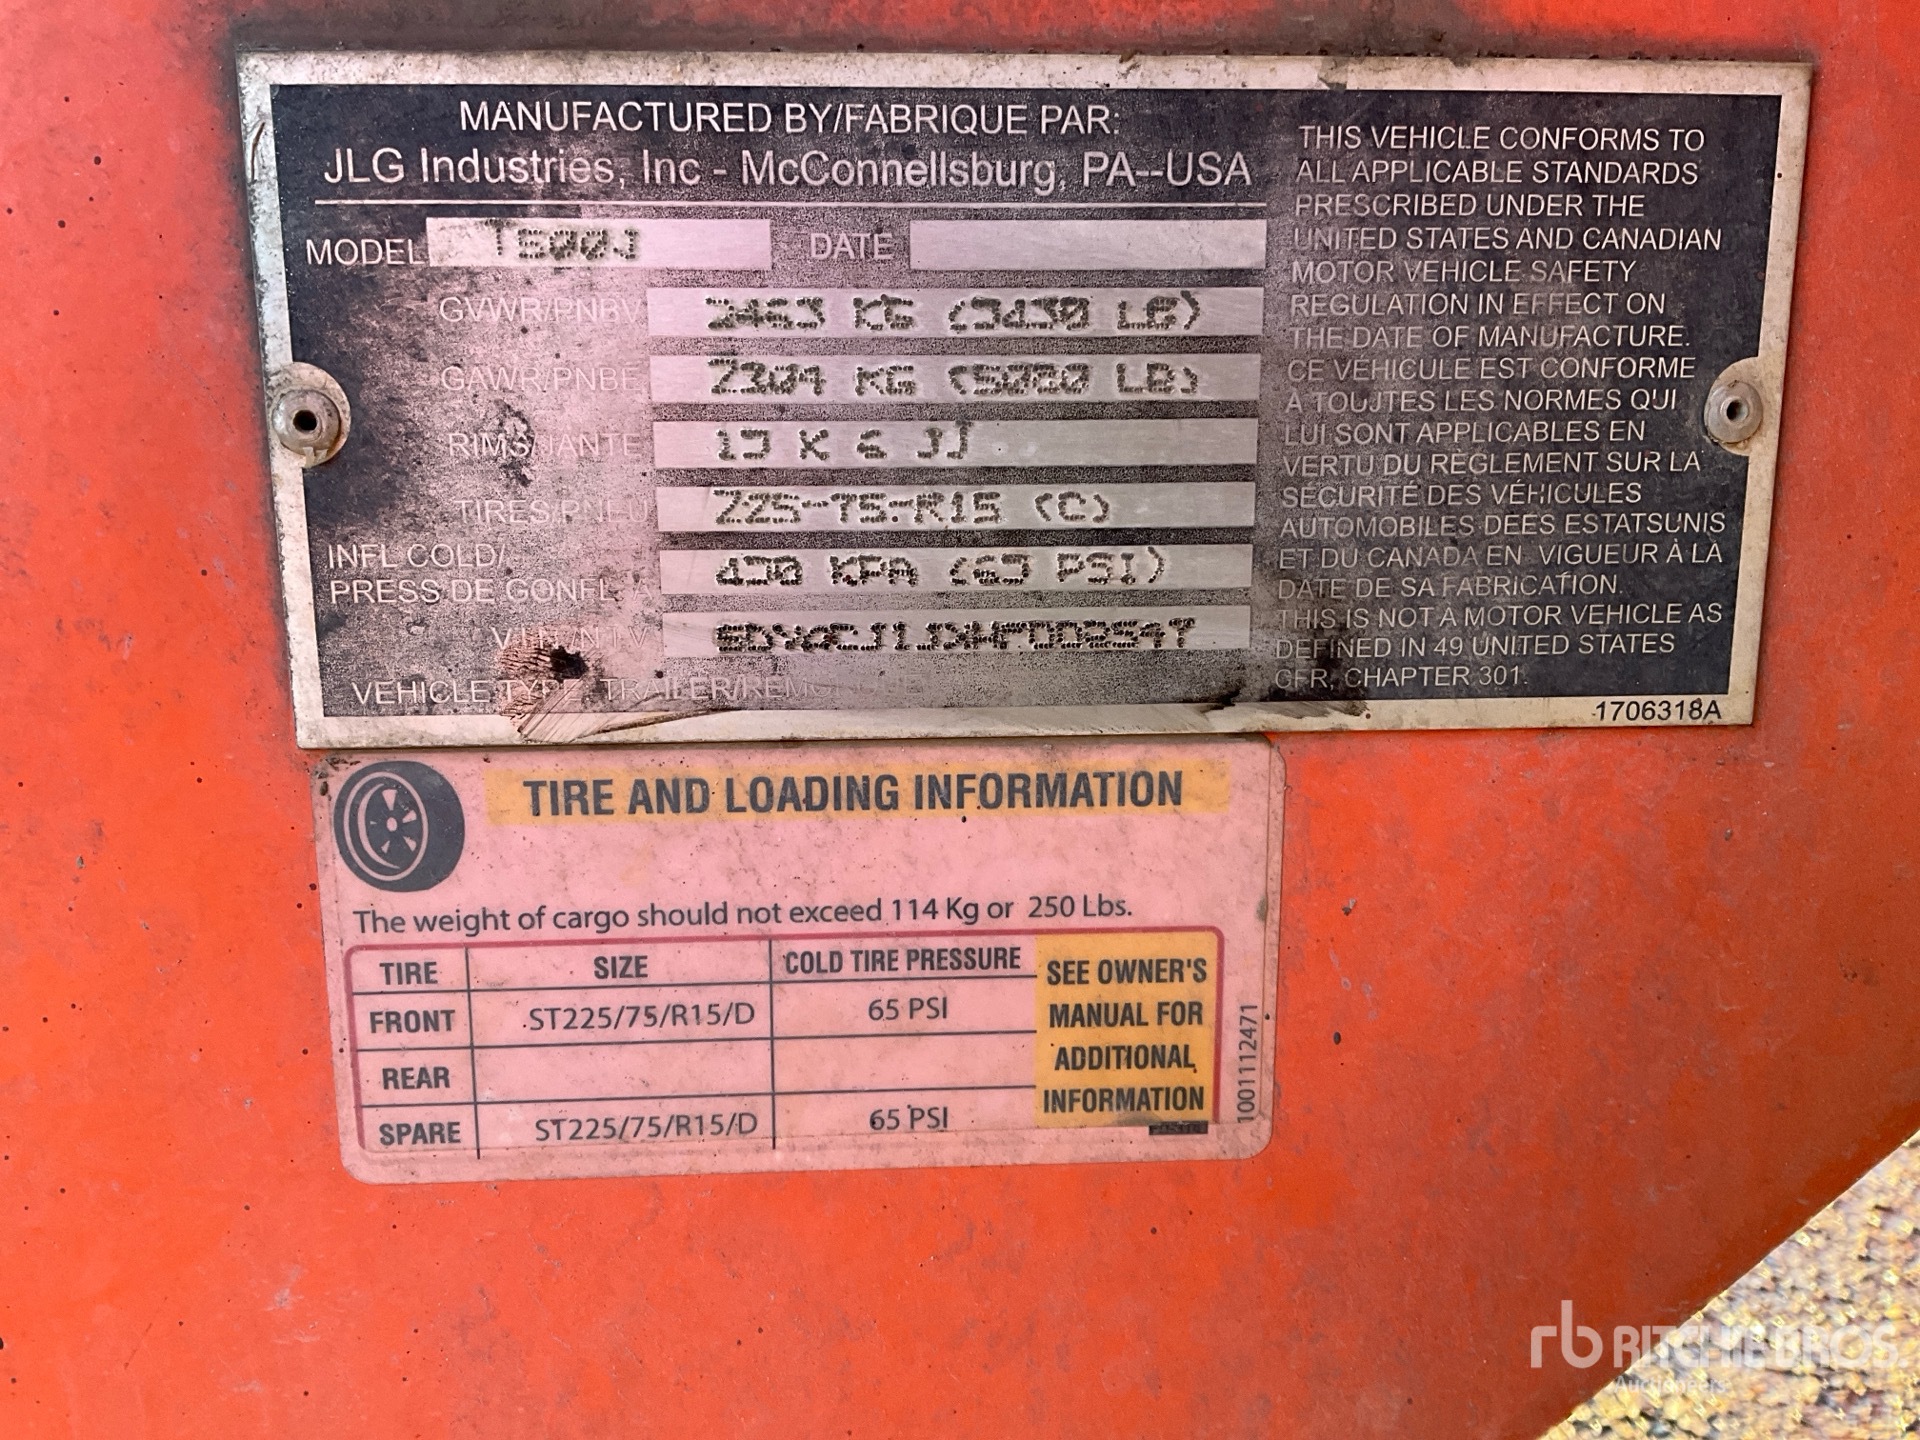 MANUFACTURED BY/FABRIQUE PAR:
JLG Industries, Inc - McConnellsburg, PA--USA
MODEL T500J DATE
GVWR/PNBV 2463 KG (5430 LB)
GAWR/PNBE 2304 KG (5080 LB)
RIMS/JANTE 15 X 6 JJ
TIRES/PNEU 225-75-R15 (C)
INFL COLD/
PRESS DE GONFL 450 KPA (65 PSI)
VEHICLE TYPE, TRAILER/REMORQUE
THIS VEHICLE CONFORMS TO
ALL APPLICABLE STANDARDS
PRESCRIBED UNDER THE
UNITED STATES AND CANADIAN
MOTOR VEHICLE SAFETY
REGULATION IN EFFECT ON
THE DATE OF MANUFACTURE.
CE VÉHICULE EST CONFORME
A TOUJTES LES NORMES QUI
LUI SONT APPLICABLES EN
VERTU DU RÈGLEMENT SUR LA
SÉCURITÉ DES VÉHICULES
AUTOMOBILES DEES ESTATSUNIS
ET DU CANADA EN VIGUEUR À LÀ
DATE DE SA FABRICATION.
THIS IS NOT A MOTOR VEHICLE AS
DEFINED IN 49 UNITED STATES
CFR, CHAPTER 301.
1706318A
TIRE AND LOADING INFORMATION
The weight of cargo should not exceed 114 Kg or 250 Lbs.
TIRE SIZE COLD TIRE PRESSURE
FRONT ST225/75/R15/D 65 PSI
REAR
SPARE ST225/75/R15/D 65 PSI
SEE OWNER'S
MANUAL FOR
ADDITIONAL
INFORMATION
1001112471
rb RITCHIE BROS.
Auctioneers